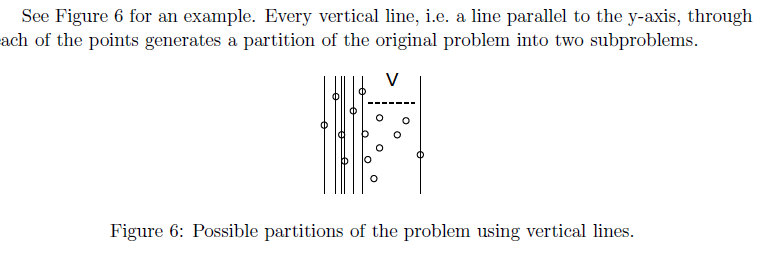 See Figure 6 for an example. Every vertical line, i.e. a line parallel to the y-axis, through
each of the points generates a partition of the original problem into two subproblems.
V
Figure 6: Possible partitions of the problem using vertical lines.